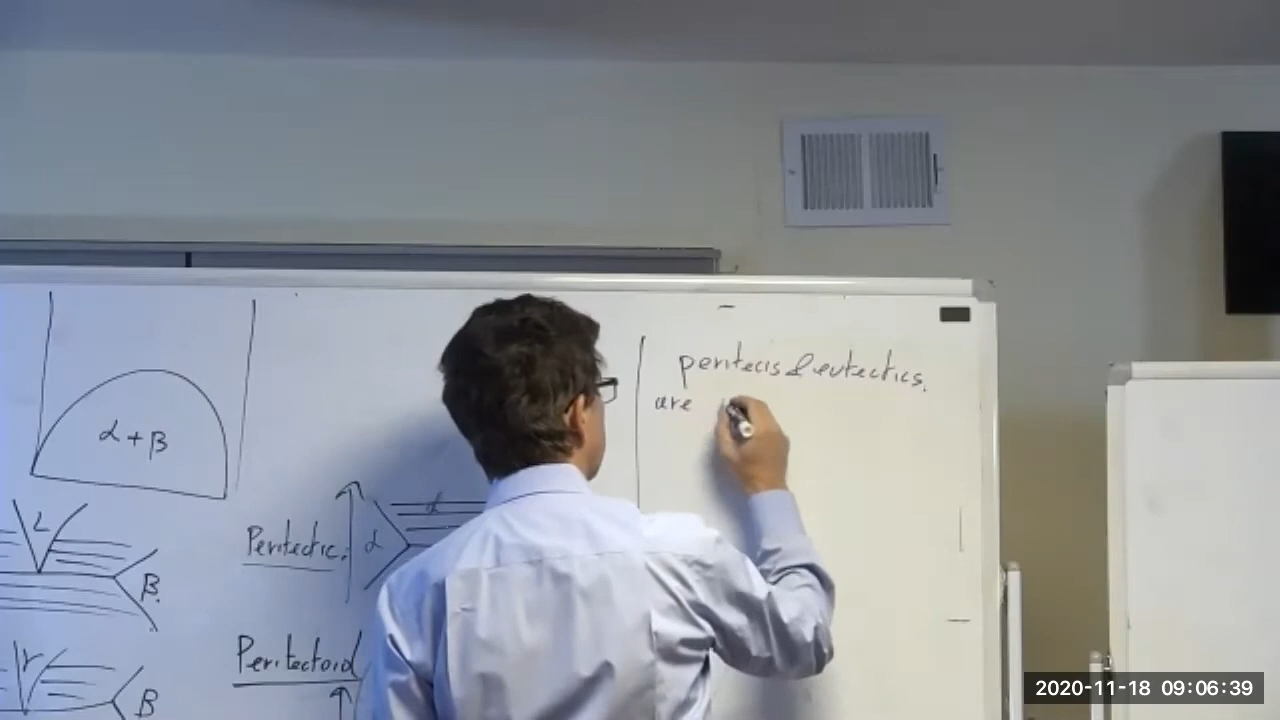 peritecis & eutectics.
are
α + β
L
β.
Peritectic.
α
α
Peritectoid
γ
β
2020-11-18 09:06:39